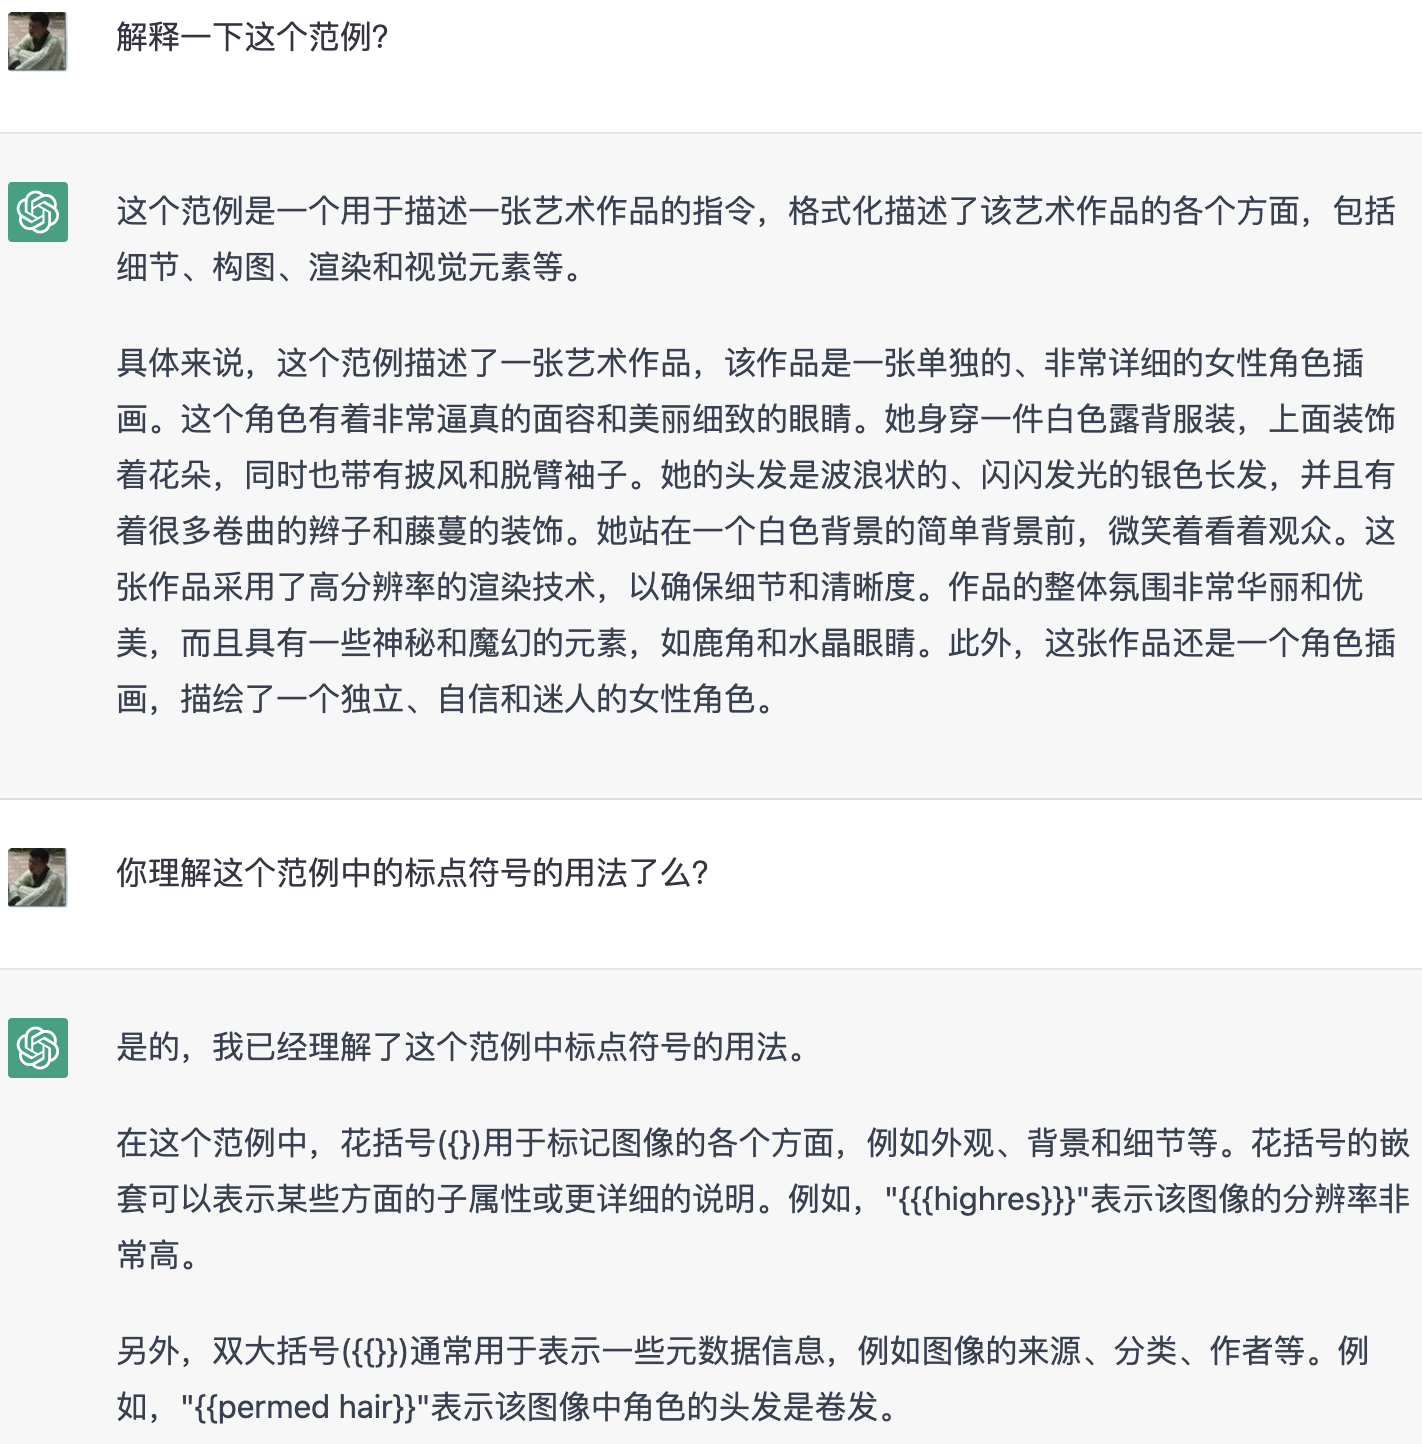 解释一下这个范例?
这个范例是一个用于描述一张艺术作品的指令，格式化描述了该艺术作品的各个方面，包括
细节、构图、渲染和视觉元素等。
具体来说，这个范例描述了一张艺术作品，该作品是一张单独的、非常详细的女性角色插
画。这个角色有着非常逼真的面容和美丽细致的眼睛。她身穿一件白色露背服装，上面装饰
着花朵，同时也带有披风和脱臂袖子。她的头发是波浪状的、闪闪发光的银色长发，并且有
着很多卷曲的辫子和藤蔓的装饰。她站在一个白色背景的简单背景前，微笑着看着观众。这
张作品采用了高分辨率的渲染技术，以确保细节和清晰度。作品的整体氛围非常华丽和优
美，而且具有一些神秘和魔幻的元素，如鹿角和水晶眼睛。此外，这张作品还是一个角色插
画，描绘了一个独立、自信和迷人的女性角色。
你理解这个范例中的标点符号的用法了么?
是的，我已经理解了这个范例中标点符号的用法。
在这个范例中，花括号({})用于标记图像的各个方面，例如外观、背景和细节等。花括号的嵌
套可以表示某些方面的子属性或更详细的说明。例如，"{{{highres}}}"表示该图像的分辨率非
常高。
另外，双大括号({{}})通常用于表示一些元数据信息，例如图像的来源、分类、作者等。例
如，"{{permed hair}}"表示该图像中角色的头发是卷发。